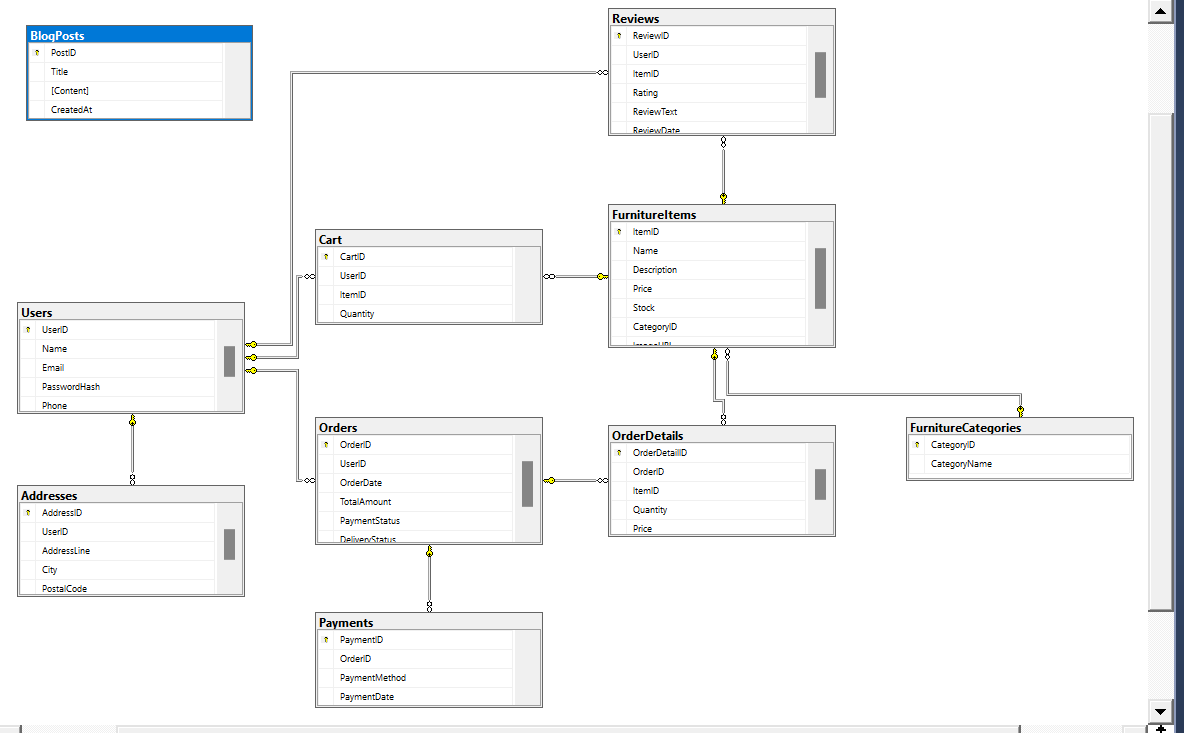 BlogPosts
PostID
Title
[Content]
CreatedAt
Reviews
ReviewID
UserID
ItemID
Rating
ReviewText
ReviewDate
FurnitureItems
ItemID
Name
Description
Price
Stock
CategoryID
ImageURL
Cart
CartID
UserID
ItemID
Quantity
Users
UserID
Name
Email
PasswordHash
Phone
Orders
OrderID
UserID
OrderDate
TotalAmount
PaymentStatus
DeliveryStatus
OrderDetails
OrderDetailID
OrderID
ItemID
Quantity
Price
FurnitureCategories
CategoryID
CategoryName
Addresses
AddressID
UserID
AddressLine
City
PostalCode
Payments
PaymentID
OrderID
PaymentMethod
PaymentDate